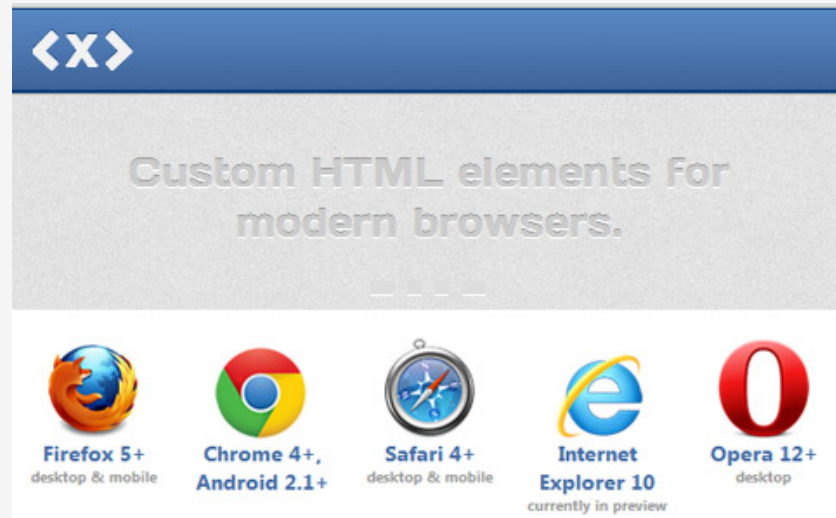 <x>
Custom HTML elements for
modern browsers.
Firefox 5+
desktop & mobile
Chrome 4+,
Android 2.1+
Safari 4+
desktop & mobile
Internet
Explorer 10
currently in preview
Opera 12+
desktop